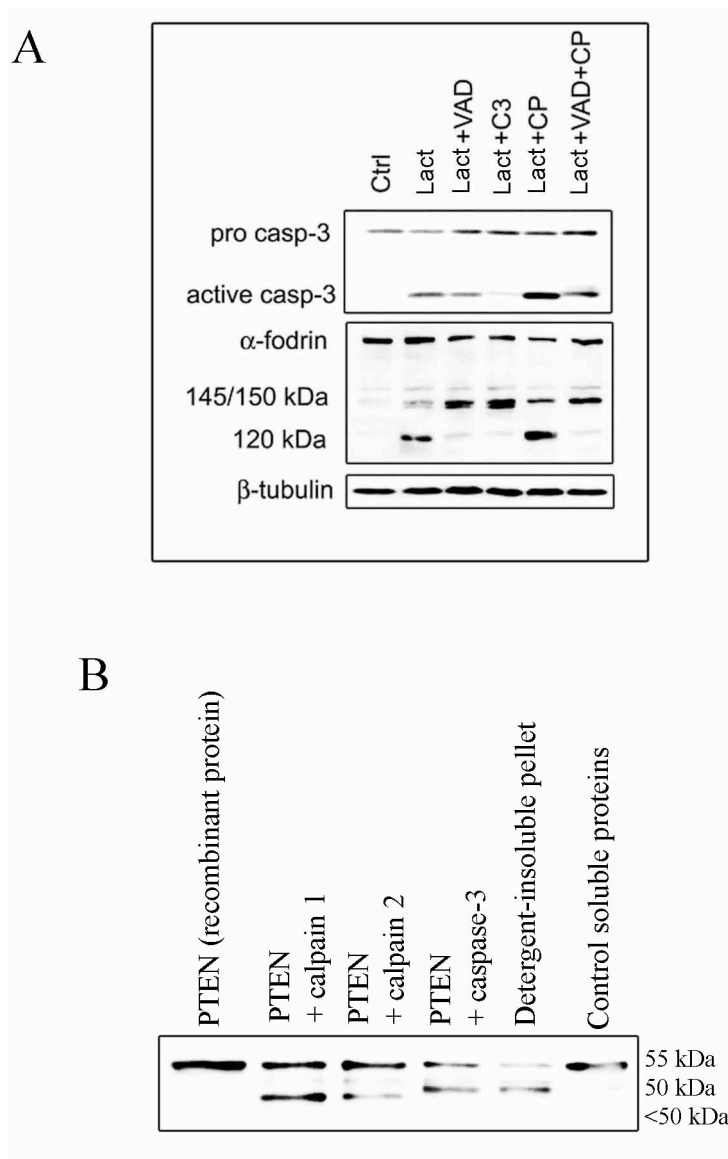 A
Ctrl
Lact
Lact+VAD
Lact+C3
Lact+CP
Lact+VAD+CP
pro casp-3
active casp-3
α-fodrin
145/150 kDa
120 kDa
β-tubulin
B
PTEN (recombinant protein)
PTEN
+ calpain 1
PTEN
+ calpain 2
PTEN
+ caspase-3
Detergent-insoluble pellet
Control soluble proteins
55 kDa
50 kDa
<50 kDa